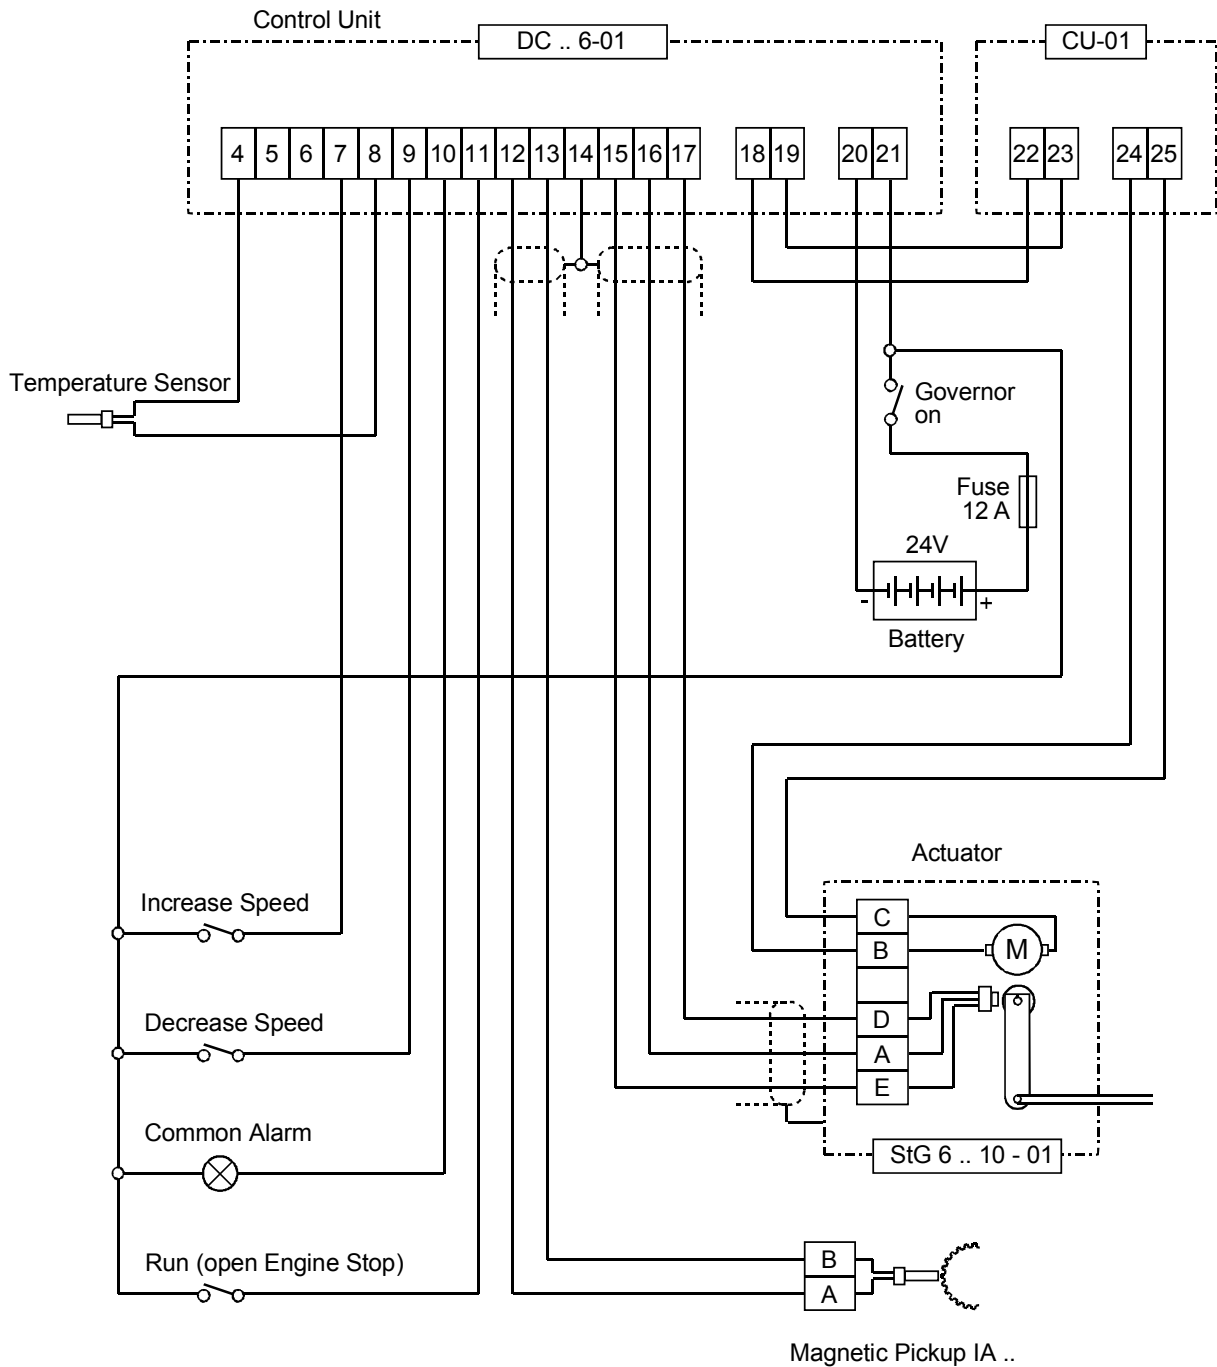 Control Unit
DC .. 6-01
CU-01
4 5 6 7 8 9 10 11 12 13 14 15 16 17 18 19 20 21 22 23 24 25
Temperature Sensor
Governor
on
Fuse
12 A
24V
- +
Battery
Actuator
Increase Speed
C
B
M
Decrease Speed
D
A
E
Common Alarm
StG 6 .. 10 - 01
Run (open Engine Stop)
B
A
Magnetic Pickup IA ..